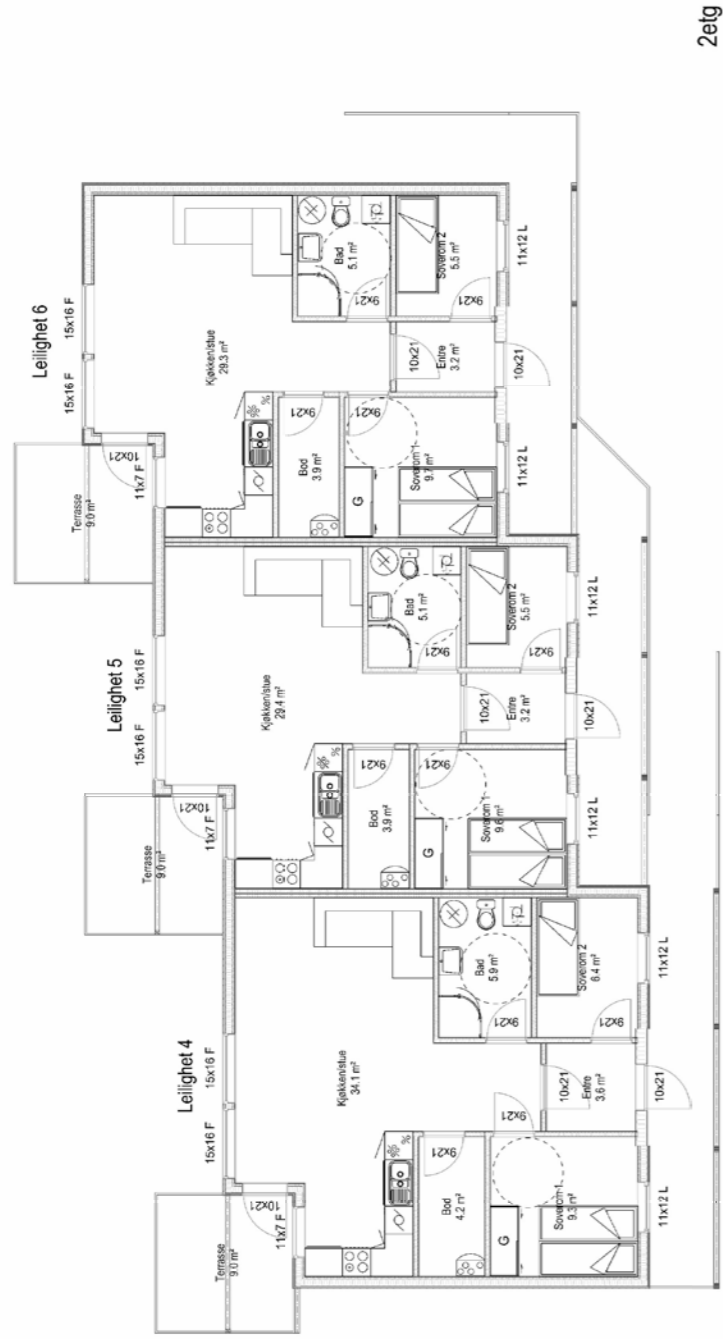 2etg
Leilighet 6
15x16 F
15x16 F
10x21
11x7 F
Terrasse
9.0 m²
Kjøkken/stue
29.3 m²
Bad
5.1 m²
9x21
Soverom 2
5.5 m²
9x21
11x12 L
Bod
3.9 m²
9x21
10x21
Entre
3.2 m²
10x21
9x21
Soverom 1
9.7 m²
G
11x12 L
Leilighet 5
15x16 F
15x16 F
10x21
11x7 F
Terrasse
9.0 m²
Kjøkken/stue
29.4 m²
Bad
5.1 m²
9x21
Soverom 2
5.5 m²
9x21
11x12 L
Bod
3.9 m²
9x21
10x21
Entre
3.2 m²
10x21
9x21
Soverom 1
9.6 m²
G
11x12 L
Leilighet 4
15x16 F
15x16 F
10x21
11x7 F
Terrasse
9.0 m²
Kjøkken/stue
34.1 m²
Bad
5.9 m²
9x21
Soverom 2
6.4 m²
9x21
11x12 L
Bod
4.2 m²
9x21
10x21
Entre
3.6 m²
10x21
9x21
Soverom 1
9.3 m²
G
11x12 L